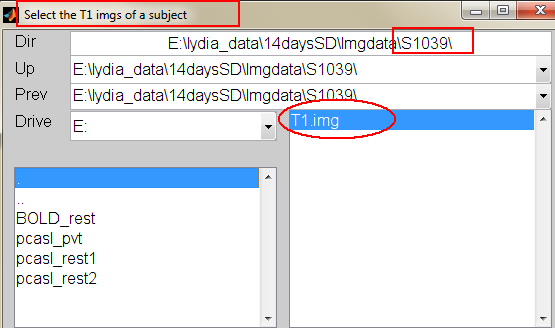 Select the T1 imgs of a subject
Dir E:\lydia_data\14daysSD\Imgdata\S1039\
Up E:\lydia_data\14daysSD\Imgdata\S1039\
Prev E:\lydia_data\14daysSD\Imgdata\S1039\
Drive E:
T1.img
.
..
BOLD_rest
pcasl_pvt
pcasl_rest1
pcasl_rest2